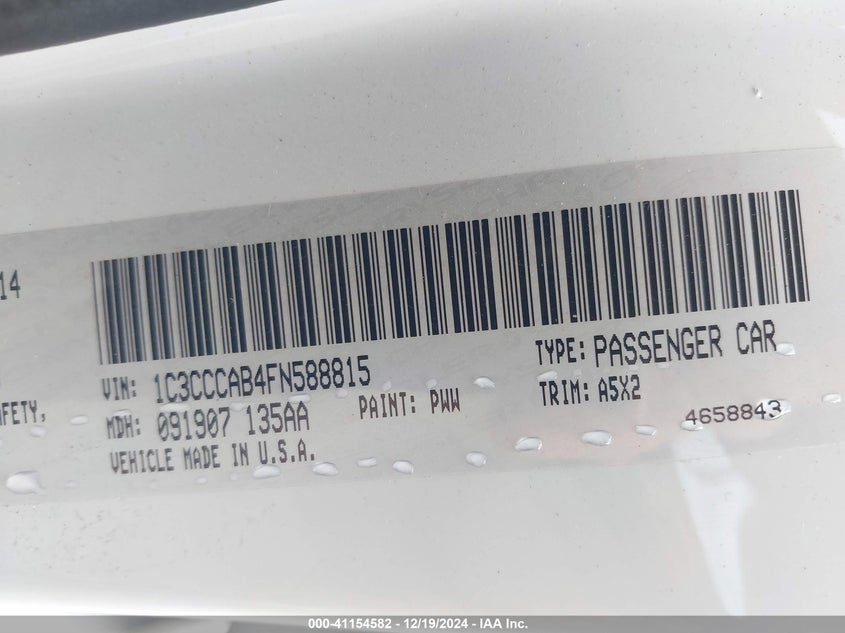 14
VIN: 1C3CCCAB4FN588815
TYPE: PASSENGER CAR
AFETY,
MDH: 091907 135AA
PAINT: PWW
TRIM: A5X2
4658843
VEHICLE MADE IN U.S.A.
000-41154582 - 12/19/2024 - IAA Inc.